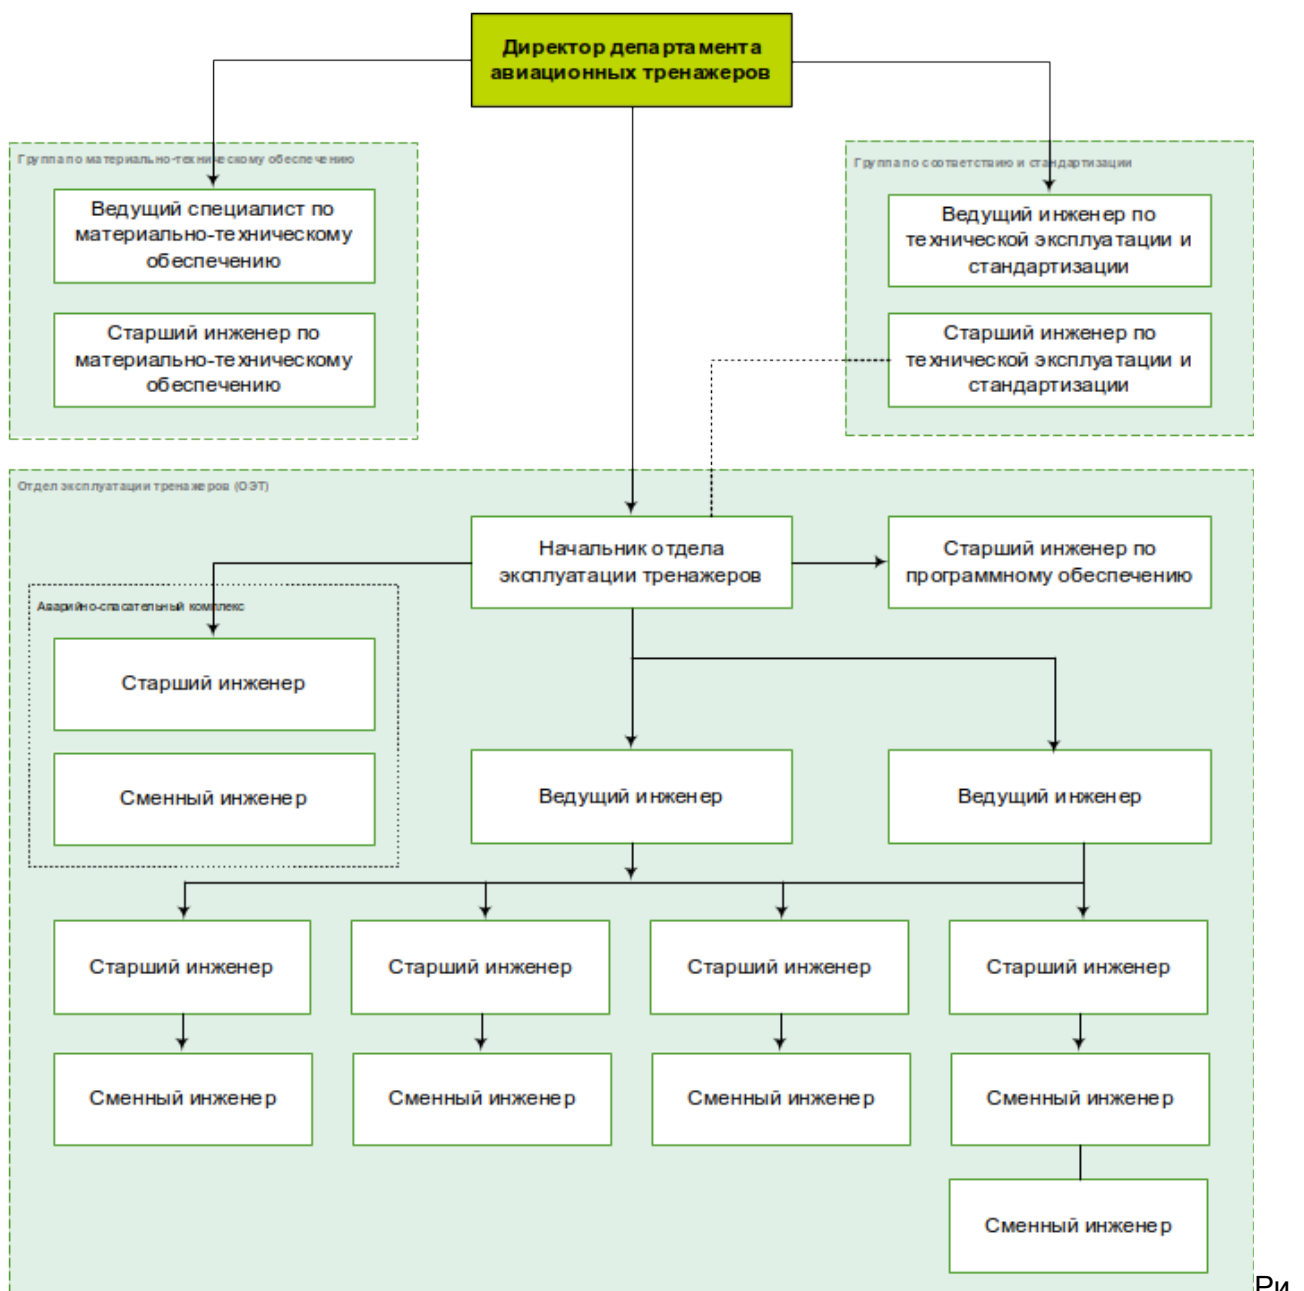 Директор департамента
авиационных тренажеров
Группа по материально-техническому обеспечению
Группа по соответствию и стандартизации
Ведущий специалист по
материально-техническому
обеспечению
Ведущий инженер по
технической эксплуатации и
стандартизации
Старший инженер по
материально-техническому
обеспечению
Старший инженер по
технической эксплуатации и
стандартизации
Отдел эксплуатации тренажеров (ОЭТ)
Начальник отдела
эксплуатации тренажеров
Старший инженер по
программному обеспечению
Аварийно-спасательный комплекс
Старший инженер
Сменный инженер
Ведущий инженер
Ведущий инженер
Старший инженер
Старший инженер
Старший инженер
Старший инженер
Сменный инженер
Сменный инженер
Сменный инженер
Сменный инженер
Сменный инженер
Ри